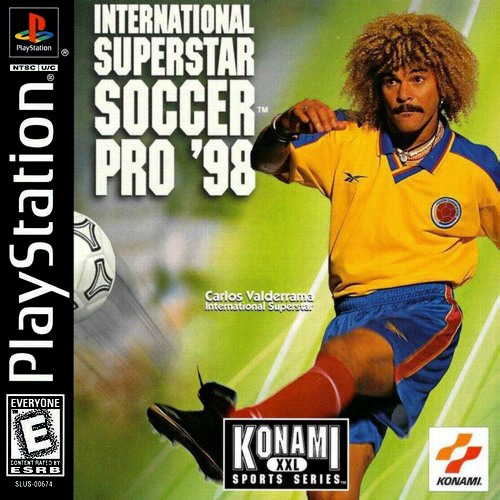 PlayStation
NTSC U/C
PlayStation
INTERNATIONAL
SUPERSTAR
SOCCER™
PRO '98
Carlos Valderrama
International Superstar
EVERYONE
E
CONTENT RATED BY
ESRB
SLUS-00674
KONAMI
XXL
SPORTS SERIES™
KONAMI